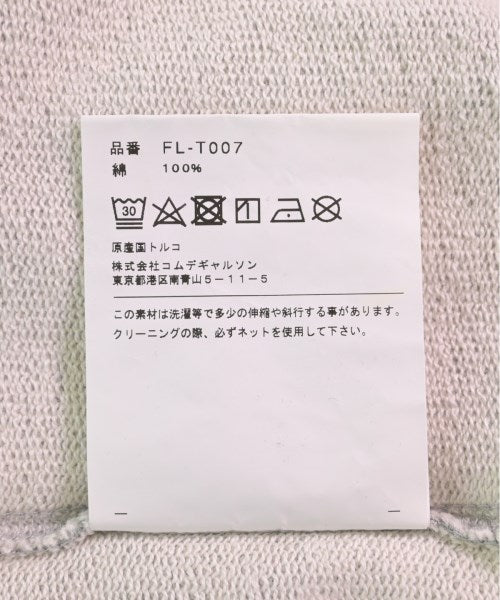 品番 FL-T007
綿 100%
30
原産国トルコ
株式会社コムデギャルソン
東京都港区南青山5-11-5
この素材は洗濯等で多少の伸縮や斜行する事があります。
クリーニングの際、必ずネットを使用して下さい。